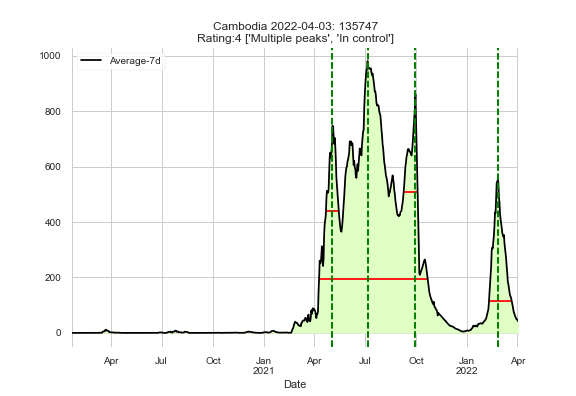 Cambodia 2022-04-03: 135747
Rating:4 ['Multiple peaks', 'In control']
Average-7d
1000
800
600
400
200
0
Apr Jul Oct Jan Apr Jul Oct Jan Apr
2021 2022
Date